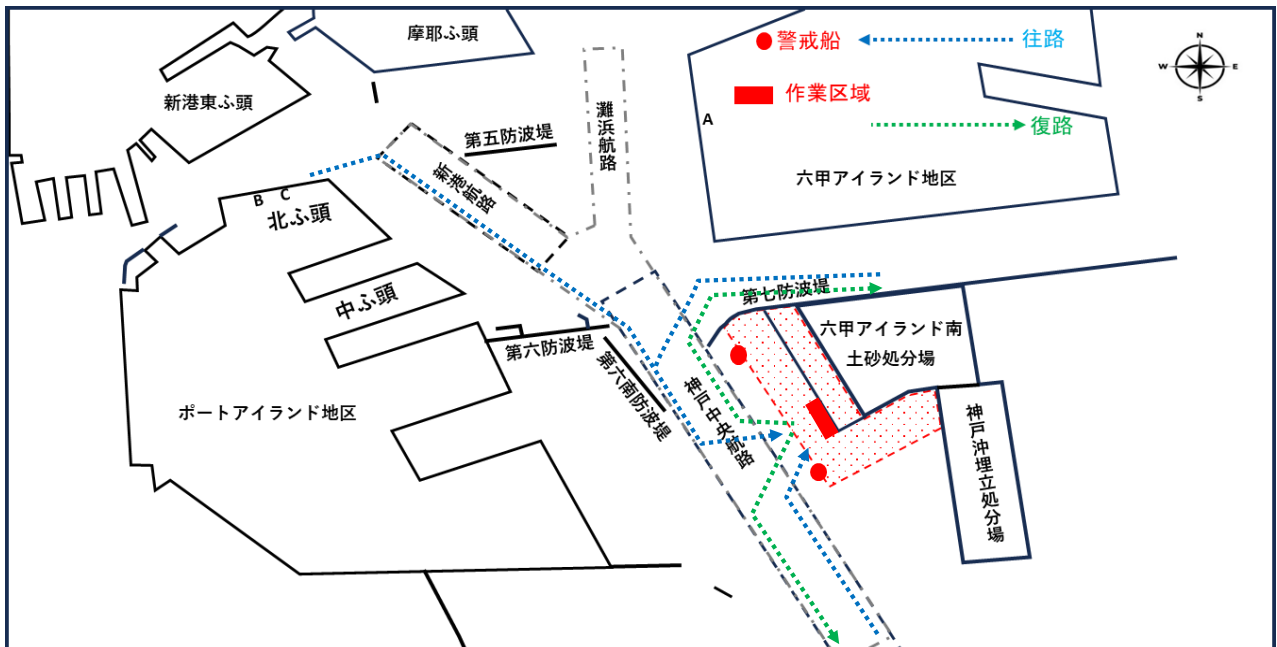 摩耶ふ頭
新港東ふ頭
第五防波堤
灘浜航路
新港航路
警戒船
往路
作業区域
復路
A
六甲アイランド地区
N
W
E
S
B
C
北ふ頭
中ふ頭
第六防波堤
第六南防波堤
ポートアイランド地区
第七防波堤
六甲アイランド南
土砂処分場
神戸中央航路
神戸沖埋立処分場